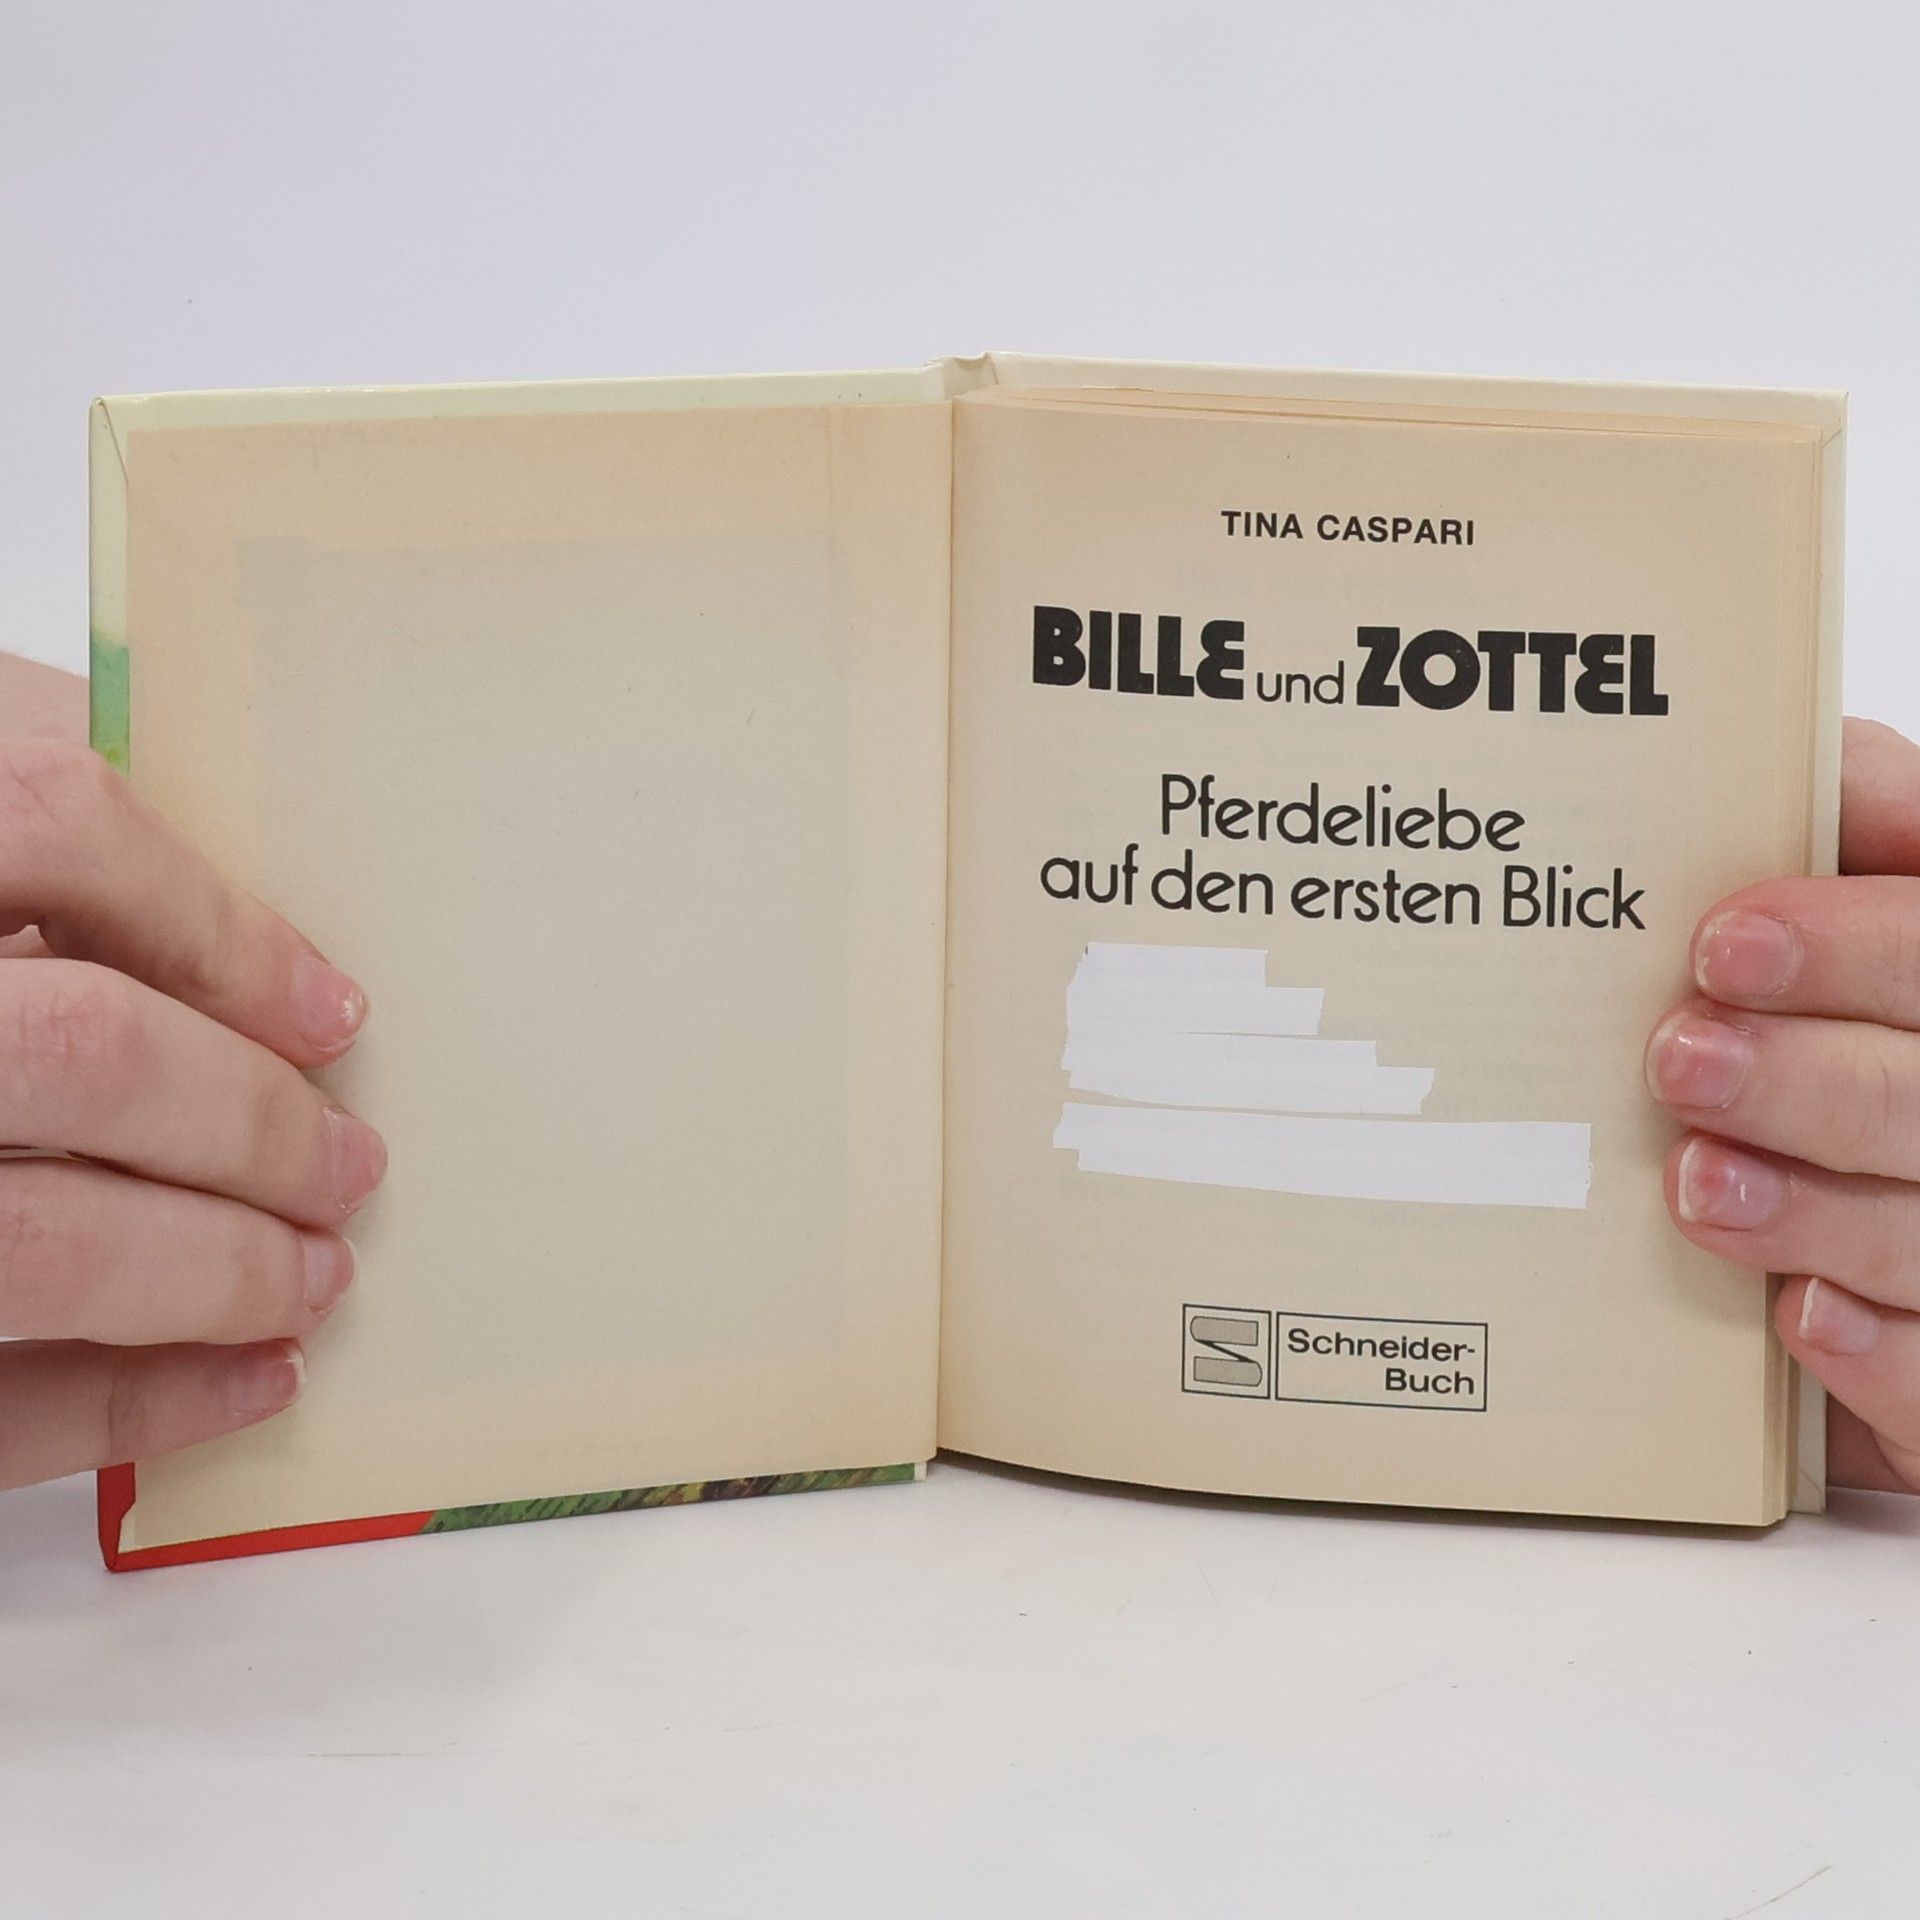 TINA CASPARI
BILLE und ZOTTEL
Pferdeliebe
auf den ersten Blick
Schneider-
Buch